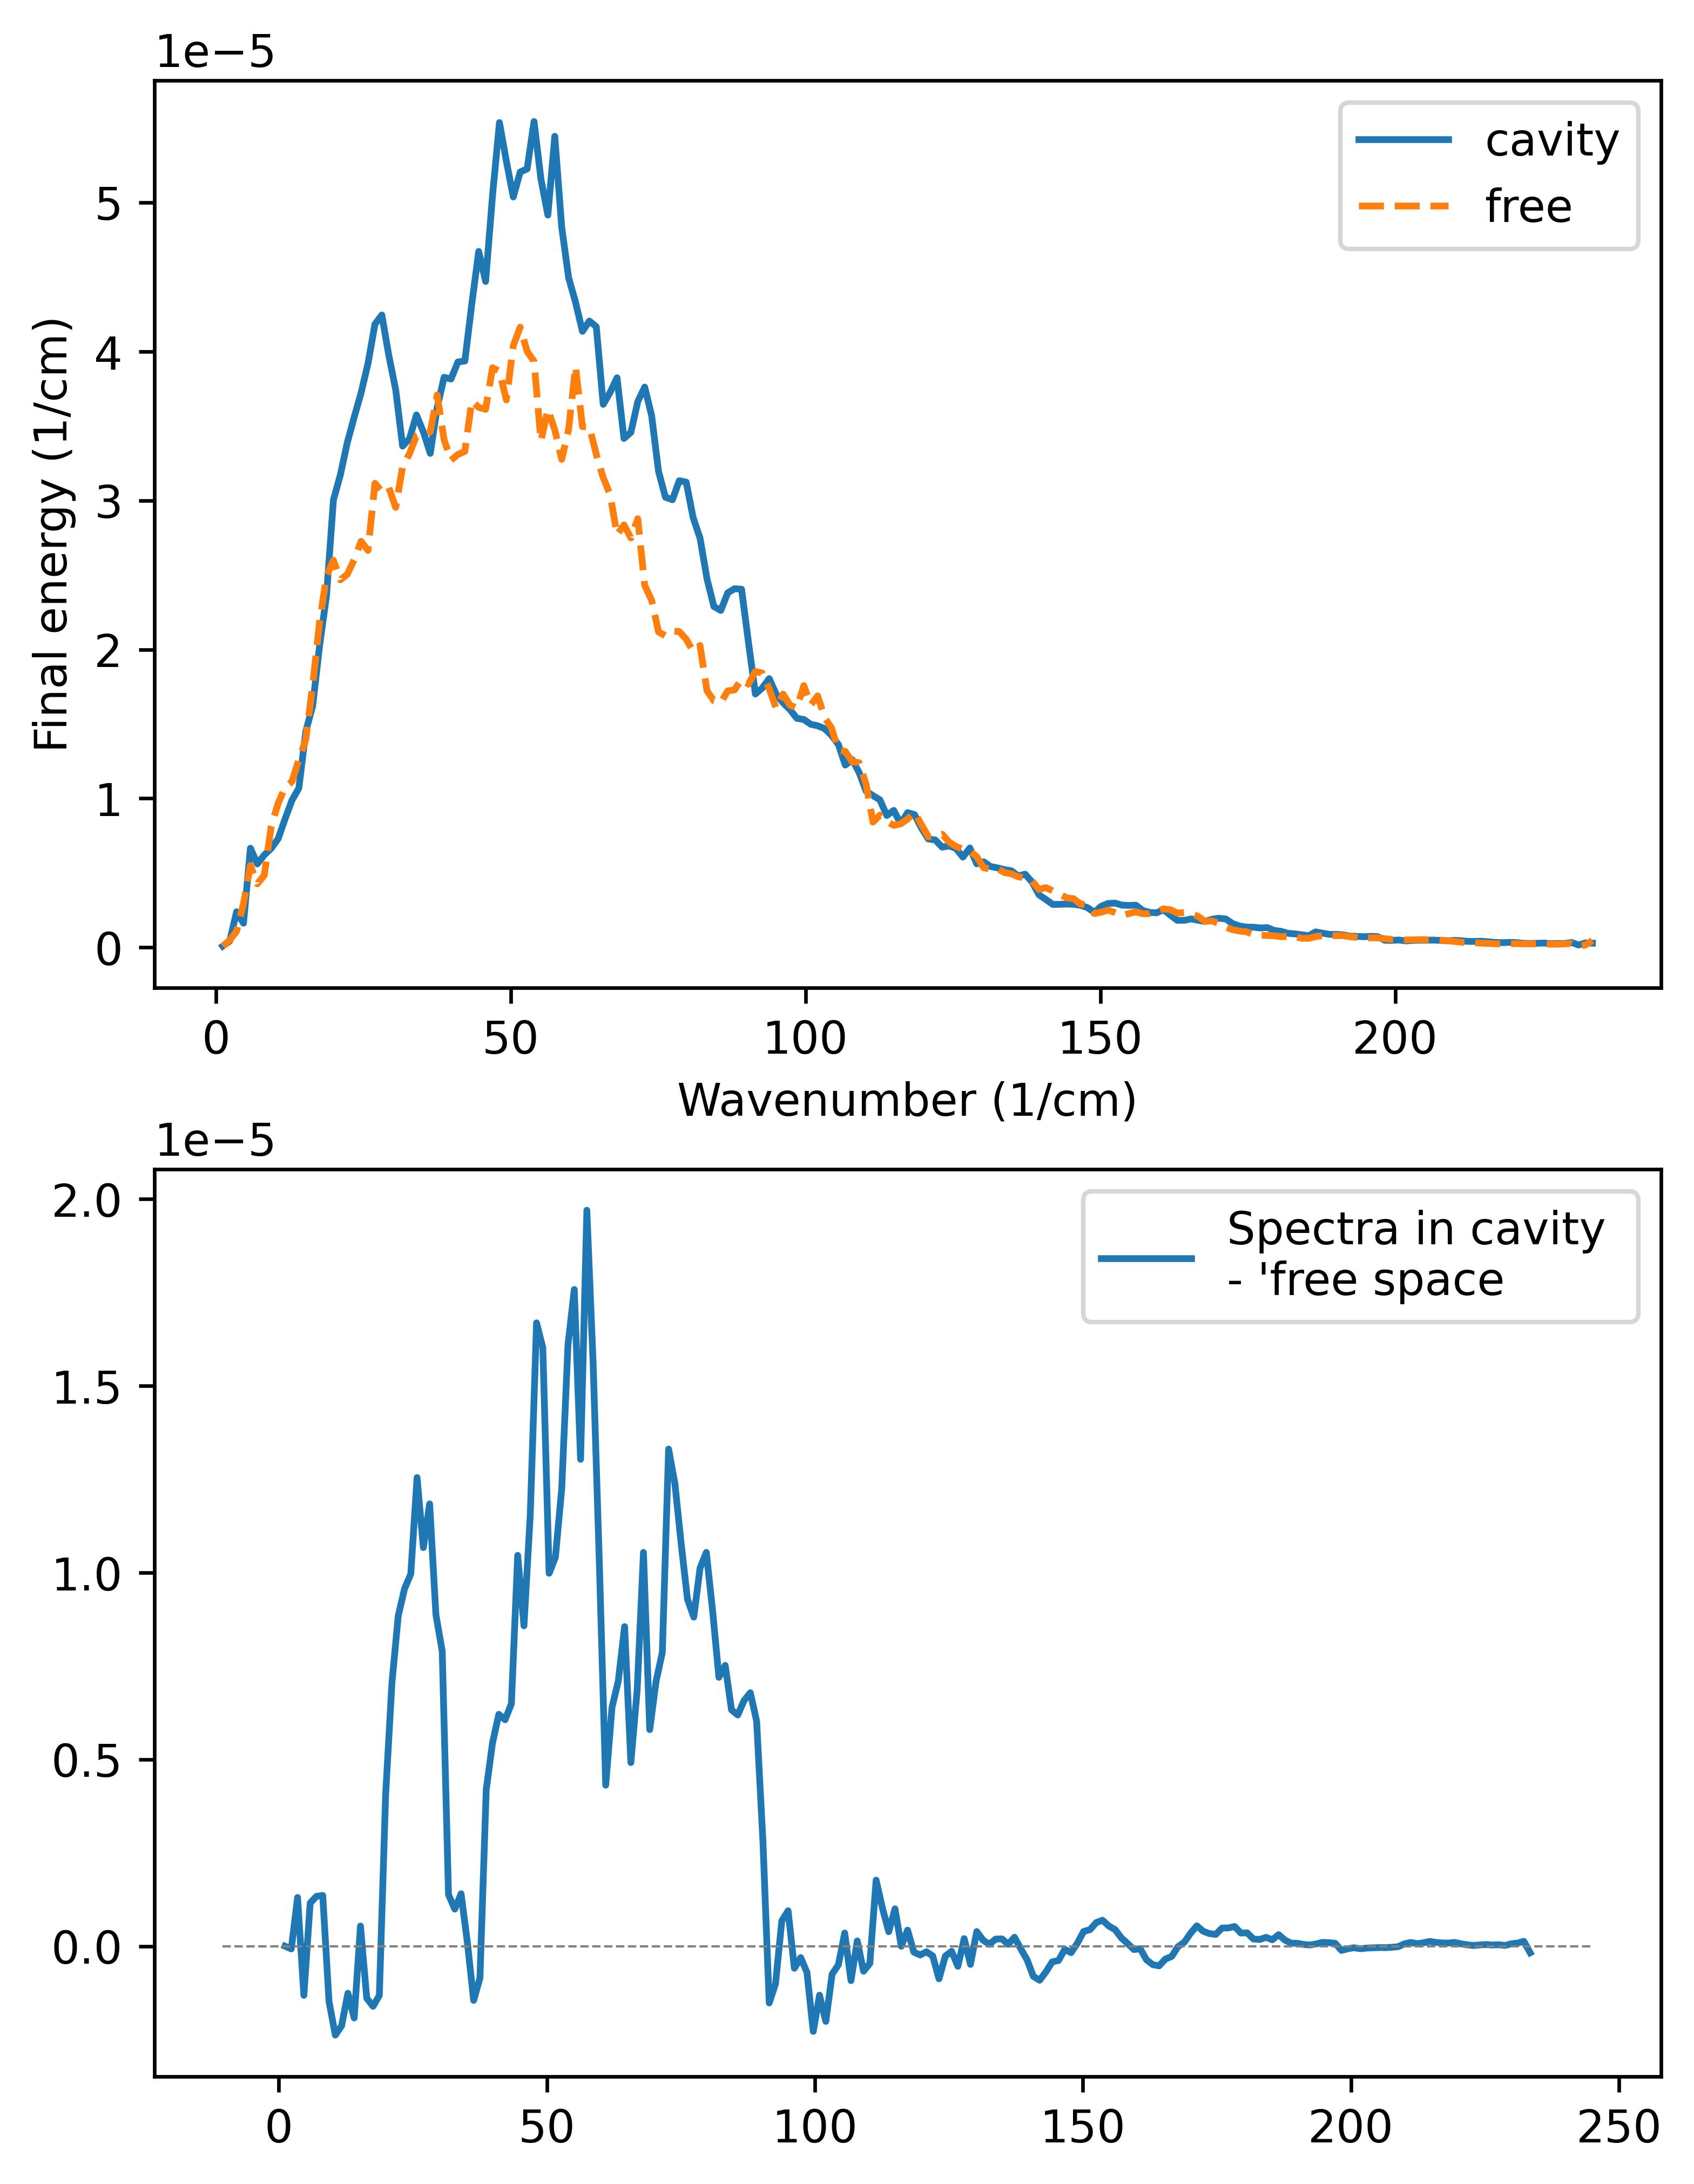 1e−5
cavity
free
5
4
3
2
1
0
Final energy (1/cm)
0 50 100 150 200
Wavenumber (1/cm)
1e−5
Spectra in cavity
- 'free space
2.0
1.5
1.0
0.5
0.0
0 50 100 150 200 250